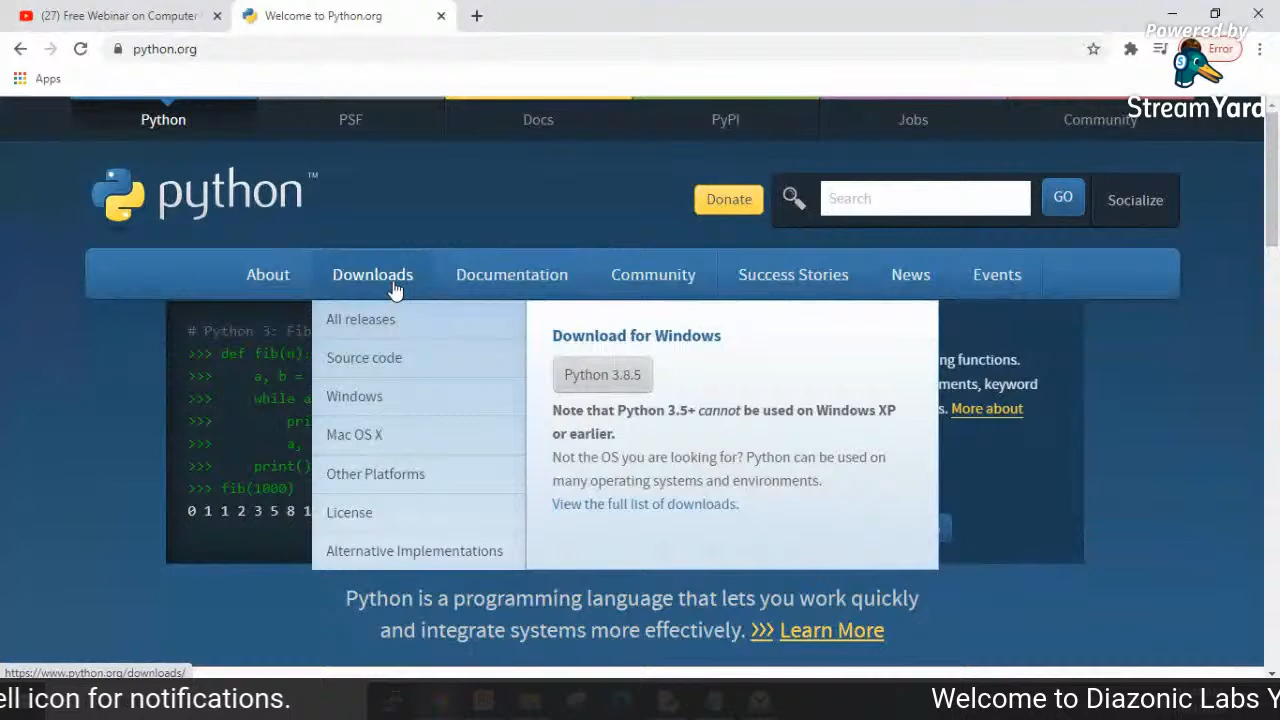 (27) Free Webinar on Computer
Welcome to Python.org
python.org
Error
Apps
Powered by
StreamYard
Python
PSF
Docs
PyPI
Jobs
Community
python™
Donate
Search
GO
Socialize
About
Downloads
Documentation
Community
Success Stories
News
Events
# Python 3: Fib
>>> def fib(n):
>>> a, b =
>>> while a
>>> pri
>>> a,
>>> print()
>>> fib(1000)
0 1 1 2 3 5 8 1
All releases
Source code
Windows
Mac OS X
Other Platforms
License
Alternative Implementations
Download for Windows
Python 3.8.5
Note that Python 3.5+ cannot be used on Windows XP
or earlier.
Not the OS you are looking for? Python can be used on
many operating systems and environments.
View the full list of downloads.
ng functions.
ments, keyword
s. More about
Python is a programming language that lets you work quickly
and integrate systems more effectively. >>> Learn More
https://www.python.org/downloads/
ell icon for notifications.
Welcome to Diazonic Labs Y